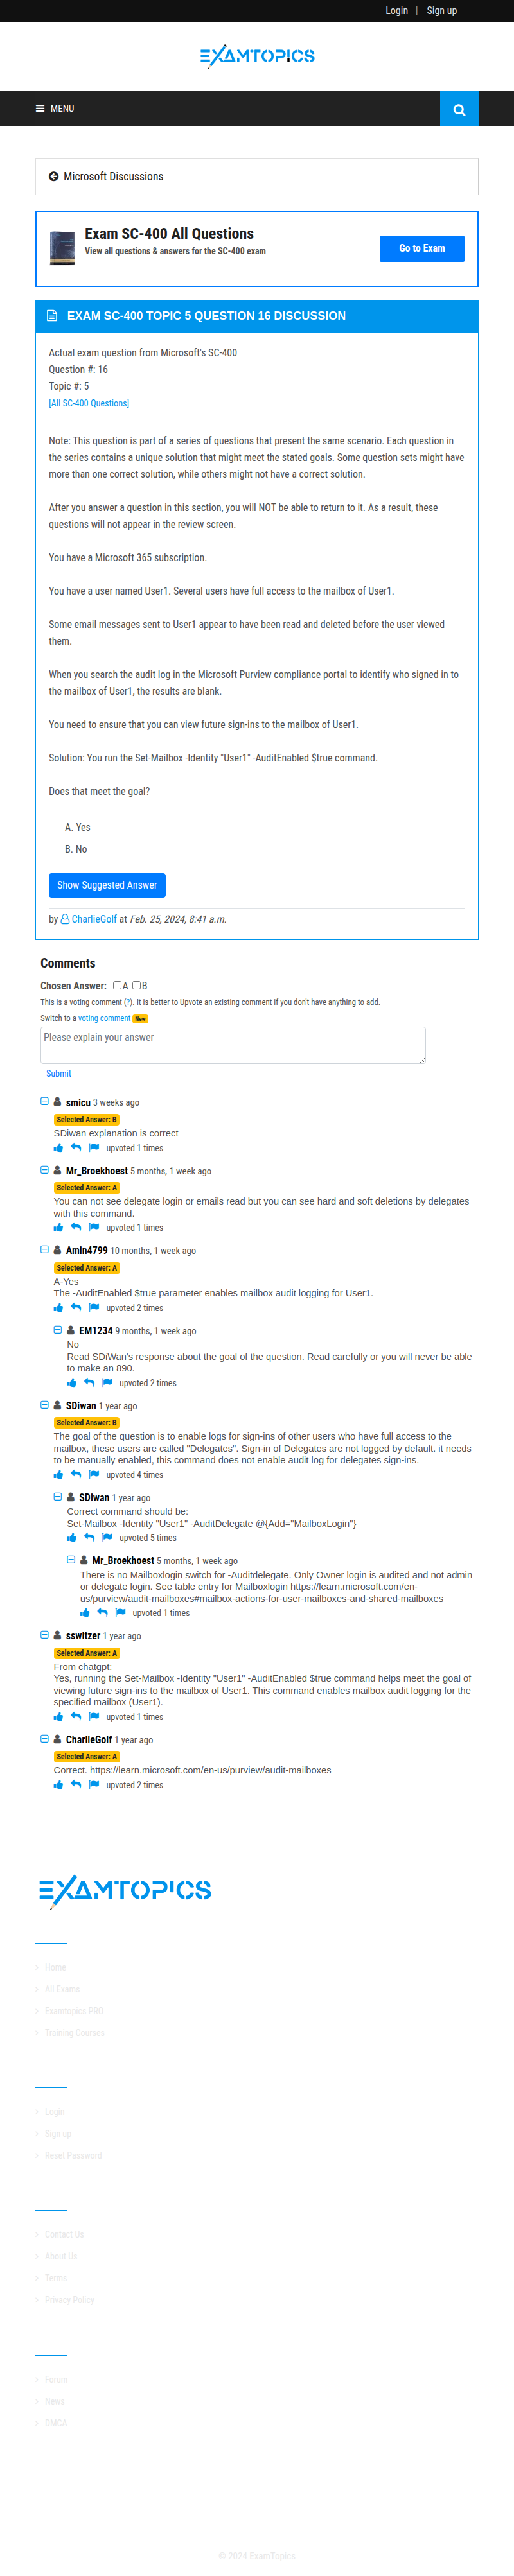 Login | Sign up
EXAMTOPICS
MENU
Microsoft Discussions
Exam SC-400 All Questions
View all questions & answers for the SC-400 exam
Go to Exam
EXAM SC-400 TOPIC 5 QUESTION 16 DISCUSSION
Actual exam question from Microsoft's SC-400
Question #: 16
Topic #: 5
[All SC-400 Questions]
Note: This question is part of a series of questions that present the same scenario. Each question in
the series contains a unique solution that might meet the stated goals. Some question sets might have
more than one correct solution, while others might not have a correct solution.
After you answer a question in this section, you will NOT be able to return to it. As a result, these
questions will not appear in the review screen.
You have a Microsoft 365 subscription.
You have a user named User1. Several users have full access to the mailbox of User1.
Some email messages sent to User1 appear to have been read and deleted before the user viewed
them.
When you search the audit log in the Microsoft Purview compliance portal to identify who signed in to
the mailbox of User1, the results are blank.
You need to ensure that you can view future sign-ins to the mailbox of User1.
Solution: You run the Set-Mailbox -Identity "User1" -AuditEnabled $true command.
Does that meet the goal?
A. Yes
B. No
Show Suggested Answer
by CharlieGolf at Feb. 25, 2024, 8:41 a.m.
Comments
Chosen Answer: A B
This is a voting comment (?). It is better to Upvote an existing comment if you don't have anything to add.
Switch to a voting comment New
Please explain your answer
Submit
smicu 3 weeks ago
Selected Answer: B
SDiwan explanation is correct
upvoted 1 times
Mr_Broekhoest 5 months, 1 week ago
Selected Answer: A
You can not see delegate login or emails read but you can see hard and soft deletions by delegates
with this command.
upvoted 1 times
Amin4799 10 months, 1 week ago
Selected Answer: A
A-Yes
The -AuditEnabled $true parameter enables mailbox audit logging for User1.
upvoted 2 times
EM1234 9 months, 1 week ago
No
Read SDiWan's response about the goal of the question. Read carefully or you will never be able
to make an 890.
upvoted 2 times
SDiwan 1 year ago
Selected Answer: B
The goal of the question is to enable logs for sign-ins of other users who have full access to the
mailbox, these users are called "Delegates". Sign-in of Delegates are not logged by default. it needs
to be manually enabled, this command does not enable audit log for delegates sign-ins.
upvoted 4 times
SDiwan 1 year ago
Correct command should be:
Set-Mailbox -Identity "User1" -AuditDelegate @{Add="MailboxLogin"}
upvoted 5 times
Mr_Broekhoest 5 months, 1 week ago
There is no Mailboxlogin switch for -Auditdelegate. Only Owner login is audited and not admin
or delegate login. See table entry for Mailboxlogin https://learn.microsoft.com/en-
us/purview/audit-mailboxes#mailbox-actions-for-user-mailboxes-and-shared-mailboxes
upvoted 1 times
sswitzer 1 year ago
Selected Answer: A
From chatgpt:
Yes, running the Set-Mailbox -Identity "User1" -AuditEnabled $true command helps meet the goal of
viewing future sign-ins to the mailbox of User1. This command enables mailbox audit logging for the
specified mailbox (User1).
upvoted 1 times
CharlieGolf 1 year ago
Selected Answer: A
Correct. https://learn.microsoft.com/en-us/purview/audit-mailboxes
upvoted 2 times
EXAMTOPICS
Home
All Exams
Examtopics PRO
Training Courses
Login
Sign up
Reset Password
Contact Us
About Us
Terms
Privacy Policy
Forum
News
DMCA
© 2024 ExamTopics